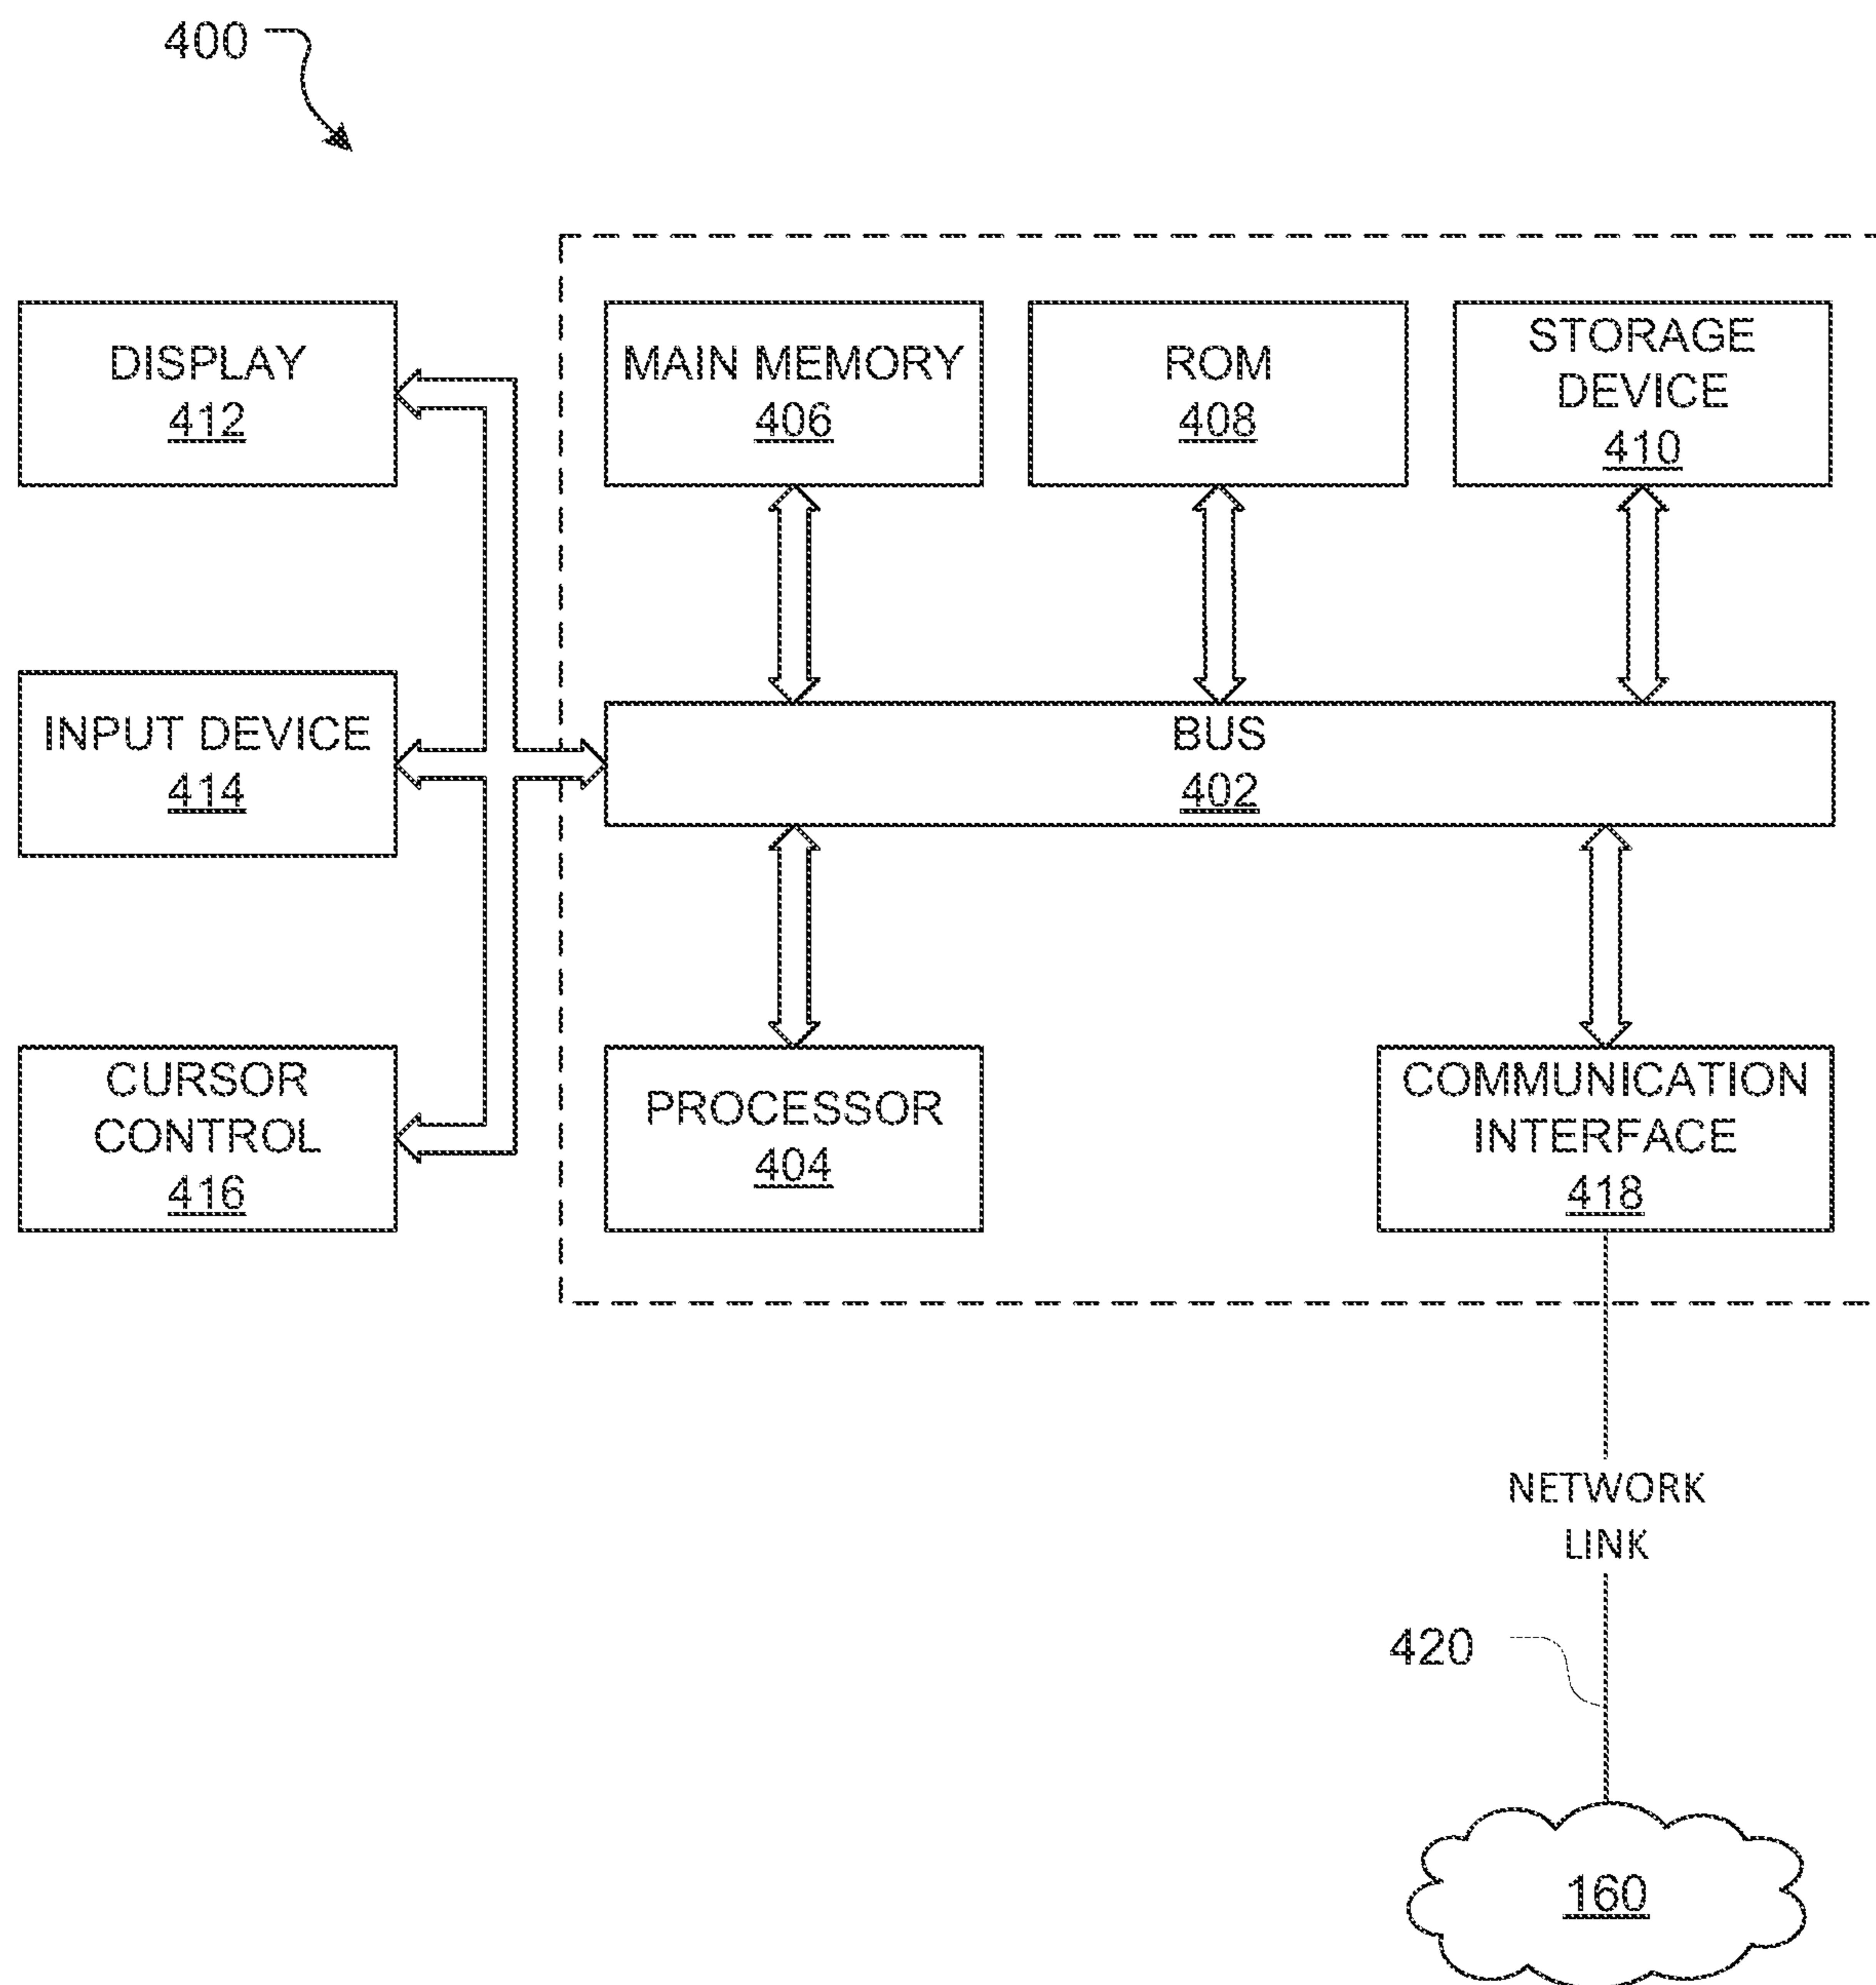 400
DISPLAY
412
MAIN MEMORY
406
ROM
408
STORAGE
DEVICE
410
INPUT DEVICE
414
BUS
402
CURSOR
CONTROL
416
PROCESSOR
404
COMMUNICATION
INTERFACE
418
NETWORK
LINK
420
160